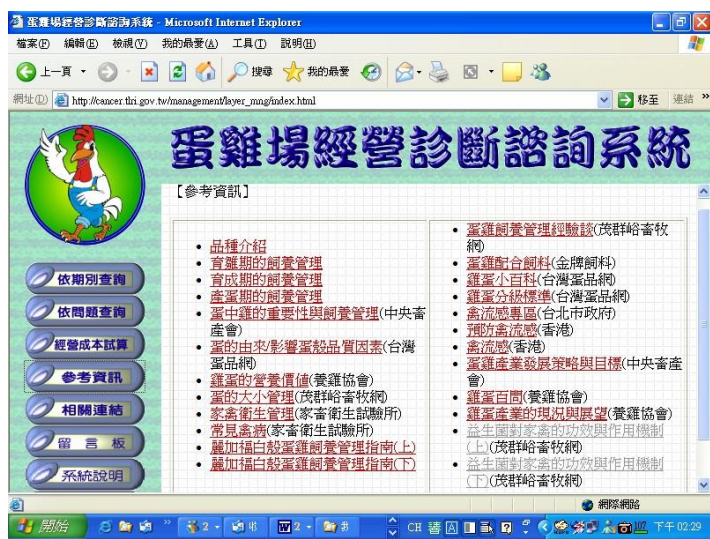 蛋雞場經營診斷諮詢系統 - Microsoft Internet Explorer
檔案(F) 編輯(E) 檢視(V) 我的最愛(A) 工具(T) 說明(H)
上一頁 搜尋 我的最愛
網址(D) http://cancer.tlri.gov.tw/management/layer_mng/index.html 移至 連結 »
蛋雞場經營診斷諮詢系統
依期別查詢
依問題查詢
經營成本試算
參考資訊
相關連結
留 言 板
系統說明
【參考資訊】
• 品種介紹
• 育雛期的飼養管理
• 育成期的飼養管理
• 產蛋期的飼養管理
• 蛋中雞的重要性與飼養管理(中央畜
產會)
• 蛋的由來/影響蛋殼品質因素(台灣
蛋品網)
• 雞蛋的營養價值(養雞協會)
• 蛋的大小管理(茂群峪畜牧網)
• 家禽衛生管理(家畜衛生試驗所)
• 常見禽病(家畜衛生試驗所)
• 麗加福白殼蛋雞飼養管理指南(上)
• 麗加福白殼蛋雞飼養管理指南(下)
• 蛋雞飼養管理經驗談(茂群峪畜牧
網)
• 蛋雞配合飼料(金牌飼料)
• 雞蛋小百科(台灣蛋品網)
• 雞蛋分級標準(台北市政府)
• 禽流感專區(台北市政府)
• 預防禽流感(香港)
• 禽流感(香港)
• 蛋雞產業發展策略與目標(中央畜產
會)
• 雞蛋百問(養雞協會)
• 雞蛋產業的現況與展望(養雞協會)
• 益生菌對家禽的功效與作用機制
(上)(茂群峪畜牧網)
• 益生菌對家禽的功效與作用機制
(下)(茂群峪畜牧網)
網際網路
開始 2 2 CH 下午 02:29